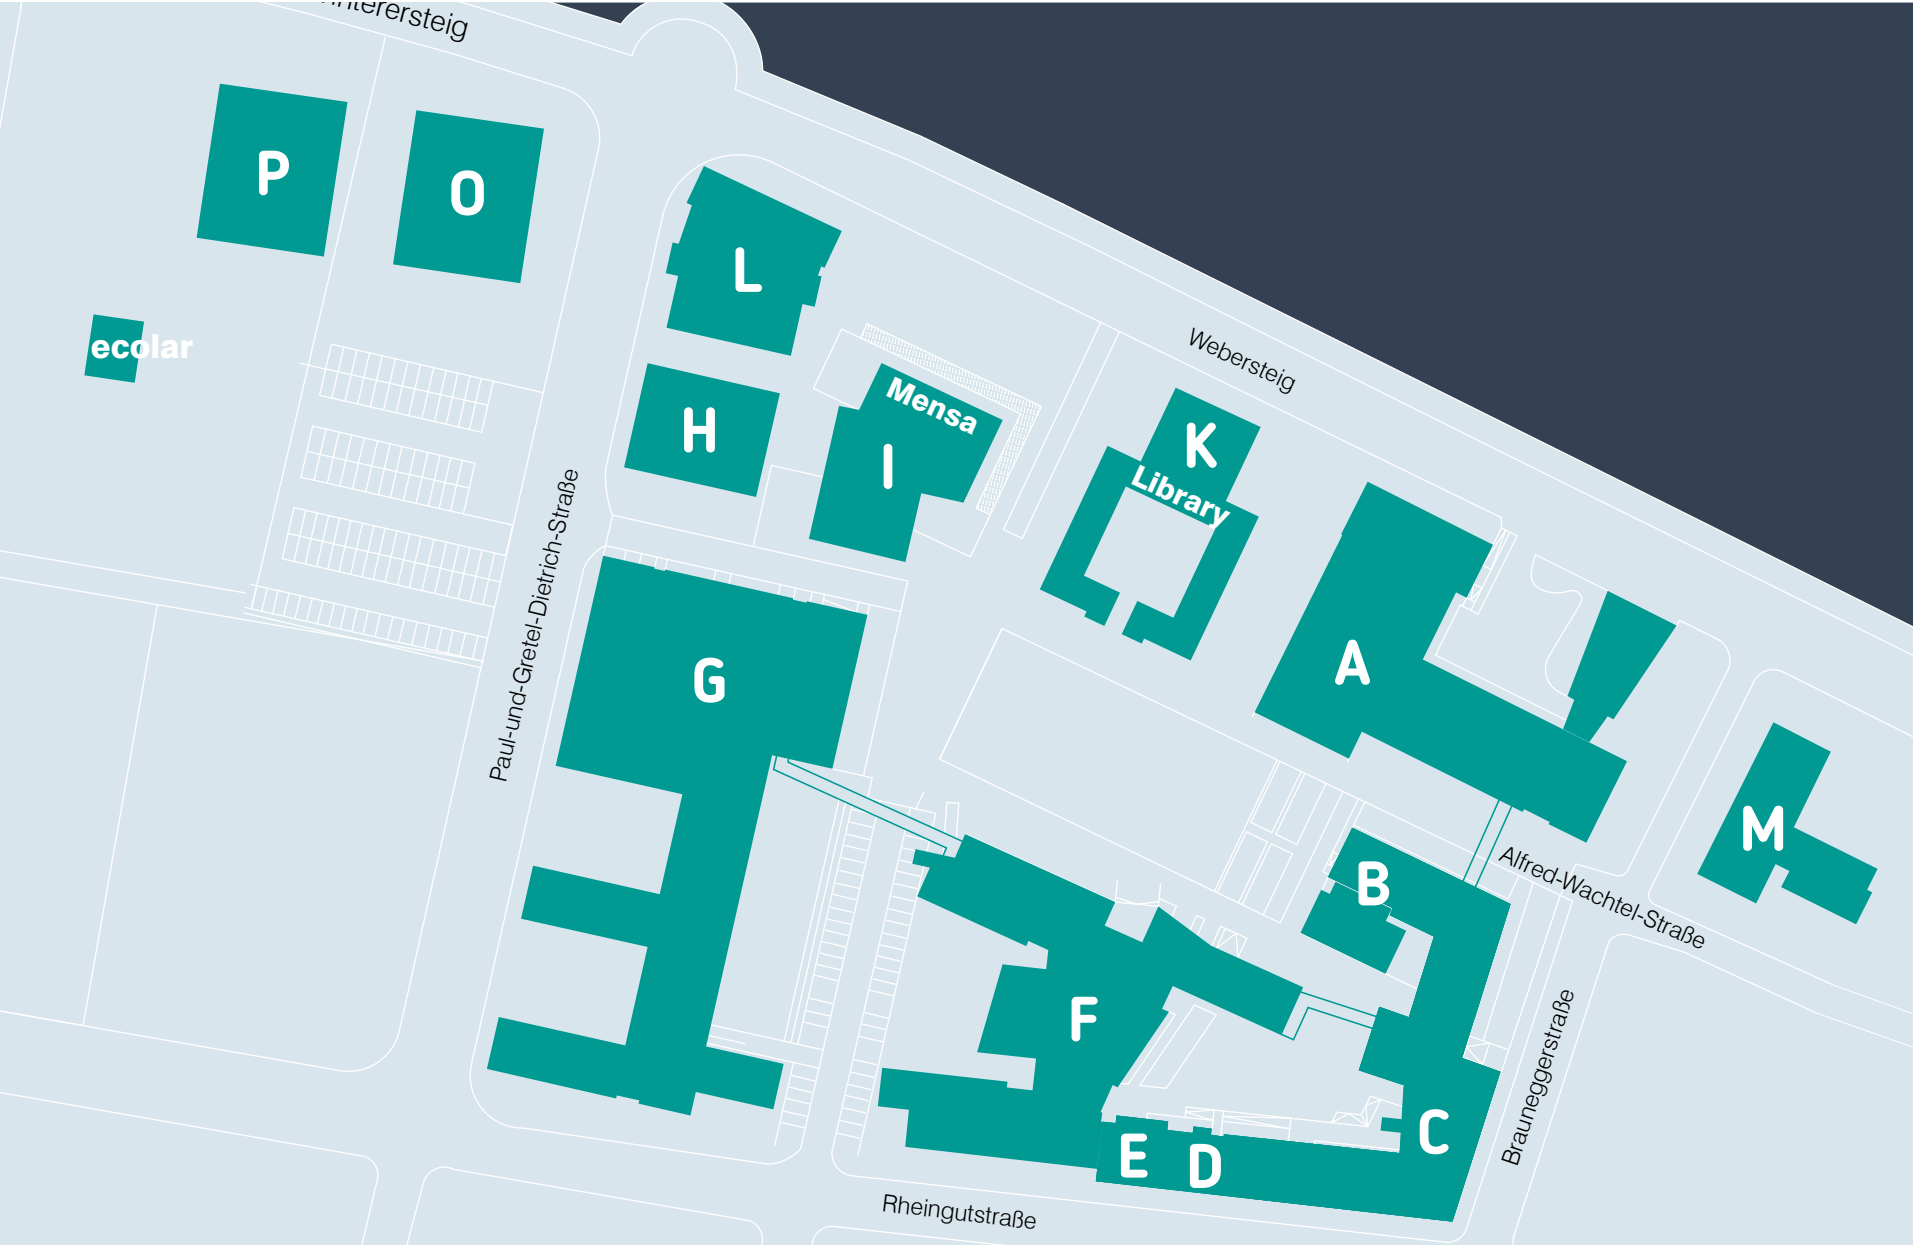 P
O
L
ecolar
Webersteig
Mensa
H
I
K
Library
Paul-und-Gretel-Dietrich-Straße
G
A
M
B
Alfred-Wachtel-Straße
F
Brauneggerstraße
C
E
D
Rheingutstraße